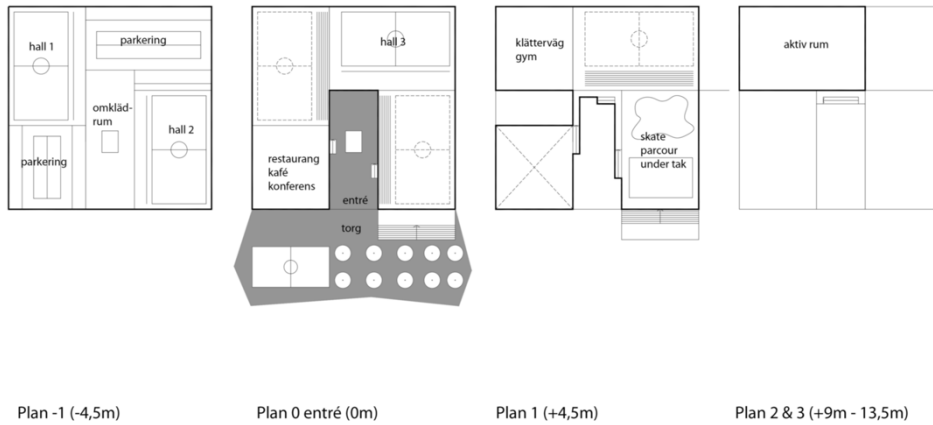 hall 1
parkering
omkläd-
rum
hall 2
parkering
hall 3
restaurang
kafé
konferens
entré
torg
klätterväg
gym
skate
parcour
under tak
aktiv rum
Plan -1 (-4,5m)
Plan 0 entré (0m)
Plan 1 (+4,5m)
Plan 2 & 3 (+9m - 13,5m)